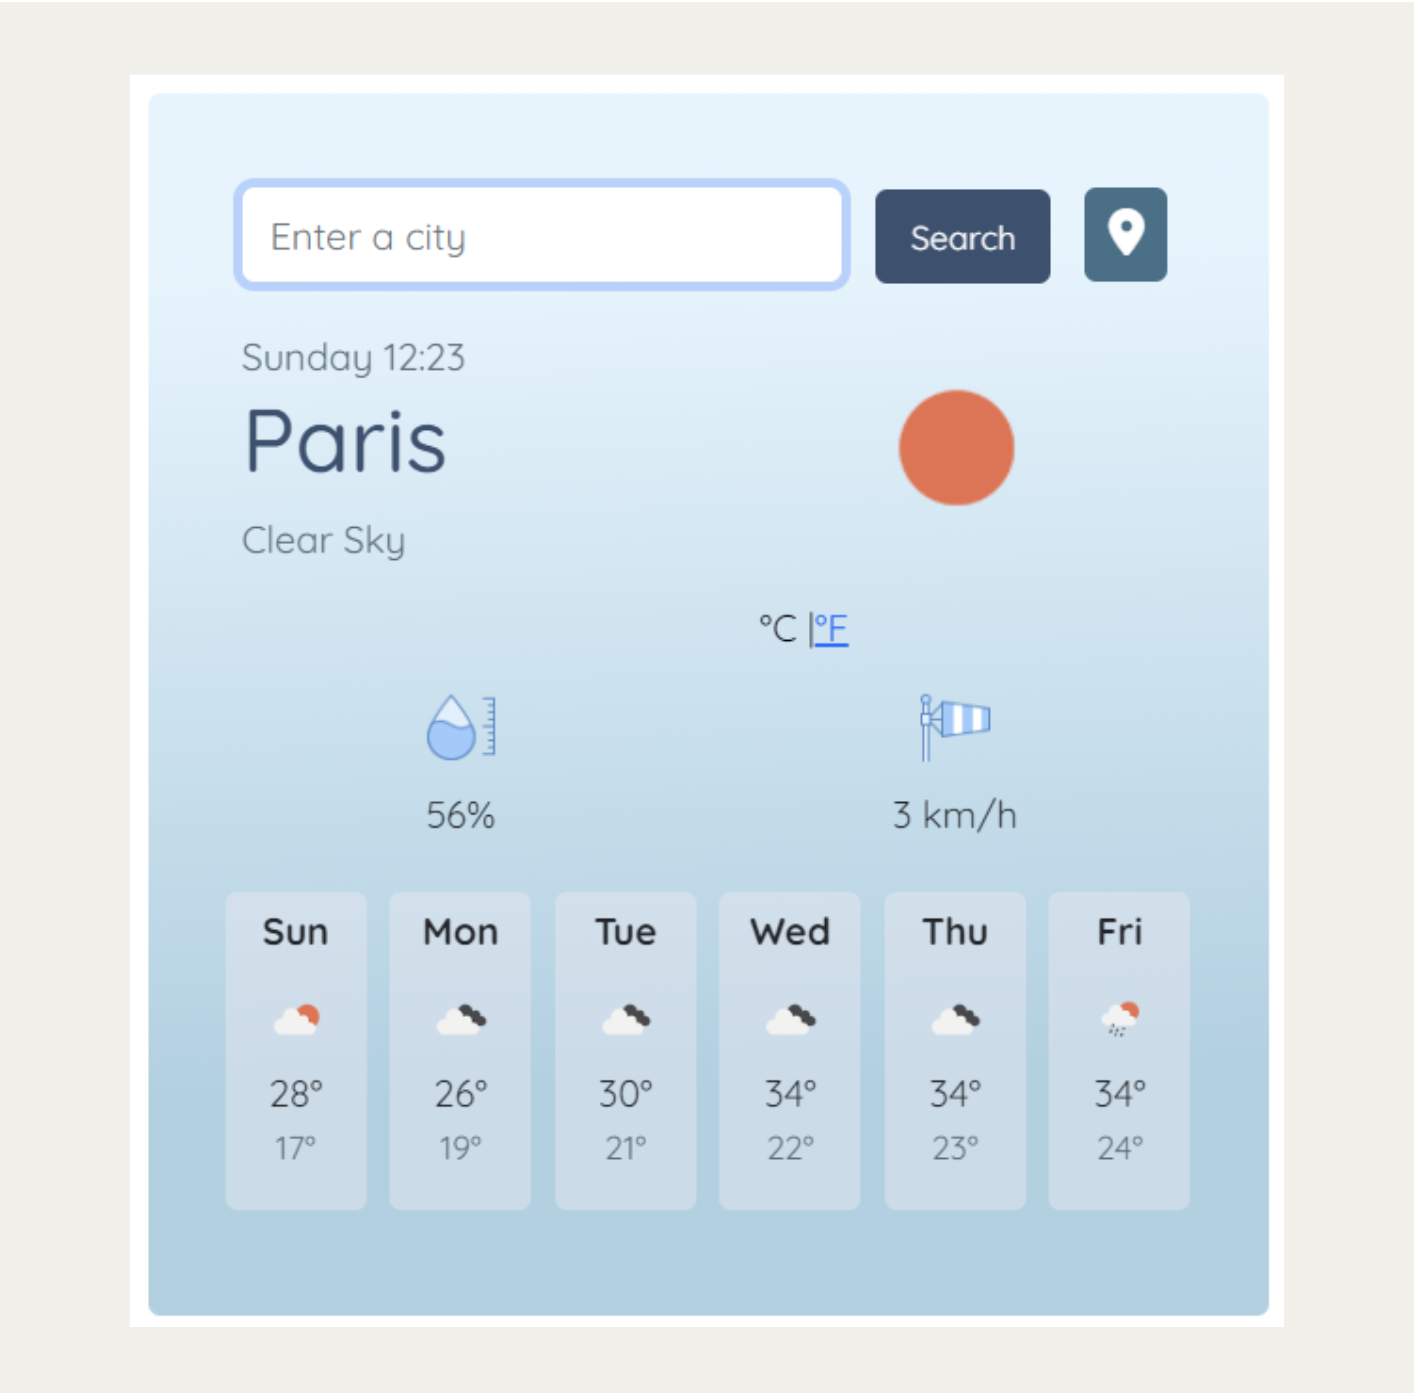 Enter a city Search
Sunday 12:23
Paris
Clear Sky
°C |°F
56% 3 km/h
Sun Mon Tue Wed Thu Fri
28° 26° 30° 34° 34° 34°
17° 19° 21° 22° 23° 24°